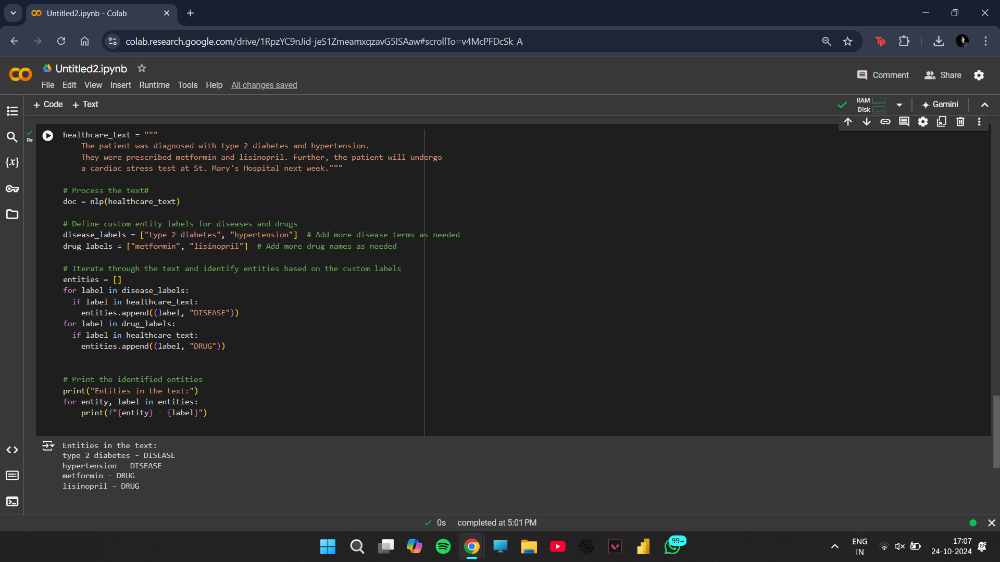 Untitled2.ipynb - Colab
colab.research.google.com/drive/1RpzYC9nJid-jeS1ZmeamxqzavG5ISAaw#scrollTo=v4McPFDcSk_A
Tp
Untitled2.ipynb
Comment
Share
File Edit View Insert Runtime Tools Help All changes saved
+ Code + Text
RAM
Disk
Gemini
0s
{x}
healthcare_text = """
    The patient was diagnosed with type 2 diabetes and hypertension.
    They were prescribed metformin and lisinopril. Further, the patient will undergo
    a cardiac stress test at St. Mary's Hospital next week."""
# Process the text#
doc = nlp(healthcare_text)
# Define custom entity labels for diseases and drugs
disease_labels = ["type 2 diabetes", "hypertension"]  # Add more disease terms as needed
drug_labels = ["metformin", "lisinopril"]  # Add more drug names as needed
# Iterate through the text and identify entities based on the custom labels
entities = []
for label in disease_labels:
  if label in healthcare_text:
    entities.append((label, "DISEASE"))
for label in drug_labels:
  if label in healthcare_text:
    entities.append((label, "DRUG"))
# Print the identified entities
print("Entities in the text:")
for entity, label in entities:
    print(f"{entity} - {label}")
Entities in the text:
type 2 diabetes - DISEASE
hypertension - DISEASE
metformin - DRUG
lisinopril - DRUG
0s completed at 5:01 PM
99+
ENG
IN
17:07
24-10-2024